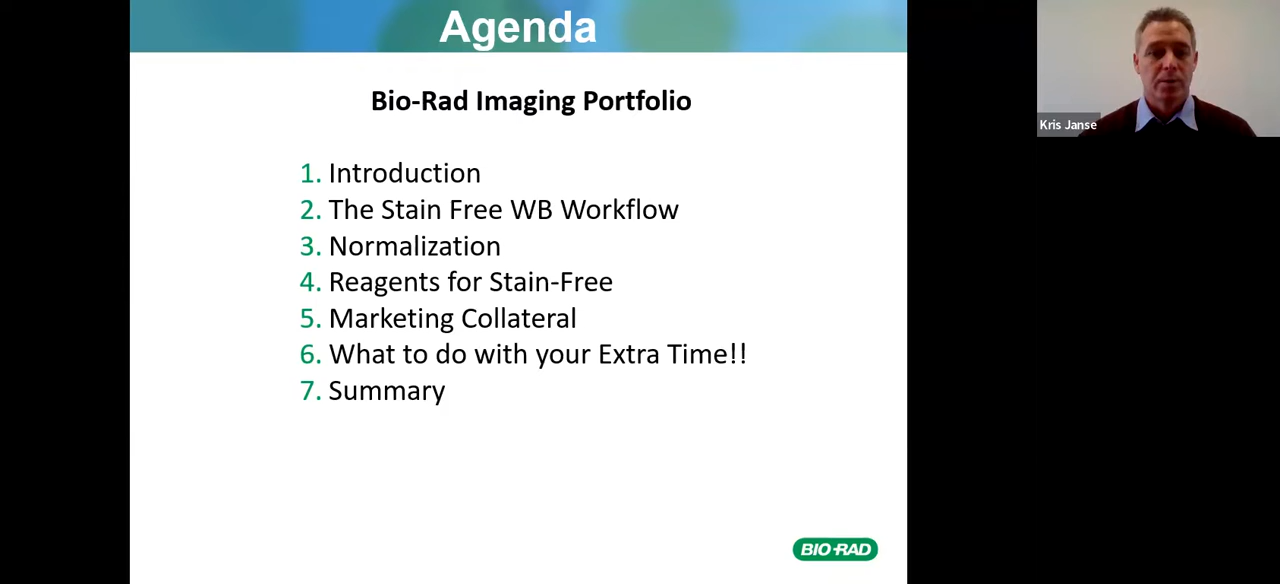 Agenda
Bio-Rad Imaging Portfolio
1. Introduction
2. The Stain Free WB Workflow
3. Normalization
4. Reagents for Stain-Free
5. Marketing Collateral
6. What to do with your Extra Time!!
7. Summary
BIO-RAD
Kris Janse